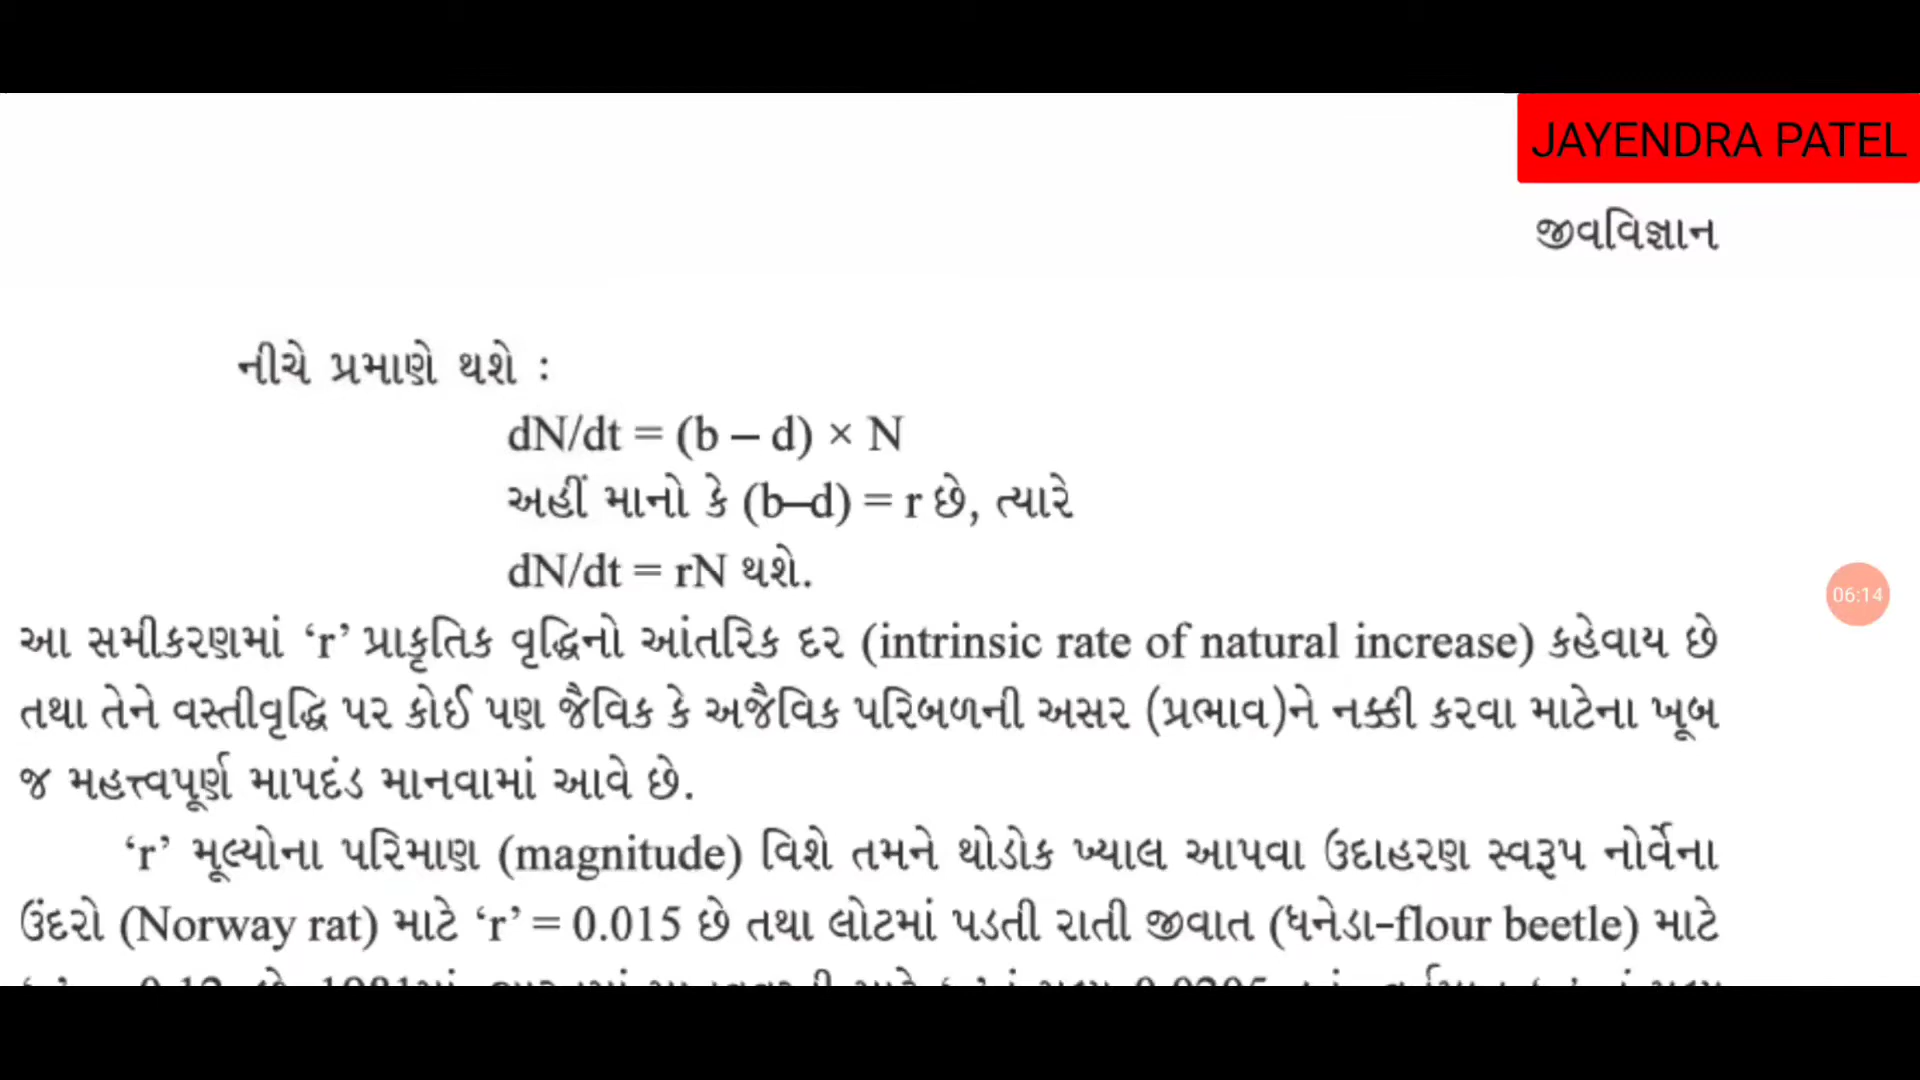 JAYENDRA PATEL
જીવવિજ્ઞાન
નીચે પ્રમાણે થશે :
dN/dt = (b – d) × N
અહીં માનો કે (b–d) = r છે, ત્યારે
dN/dt = rN થશે.
આ સમીકરણમાં ‘r’ પ્રાકૃતિક વૃદ્ધિનો આંતરિક દર (intrinsic rate of natural increase) કહેવાય છે
06:14
તથા તેને વસ્તીવૃદ્ધિ પર કોઈ પણ જૈવિક કે અજૈવિક પરિબળની અસર (પ્રભાવ)ને નક્કી કરવા માટેના ખૂબ
જ મહત્ત્વપૂર્ણ માપદંડ માનવામાં આવે છે.
‘r’ મૂલ્યોના પરિમાણ (magnitude) વિશે તમને થોડોક ખ્યાલ આપવા ઉદાહરણ સ્વરૂપ નોર્વેના
ઉંદરો (Norway rat) માટે ‘r’ = 0.015 છે તથા લોટમાં પડતી રાતી જીવાત (ધનેડા-flour beetle) માટે